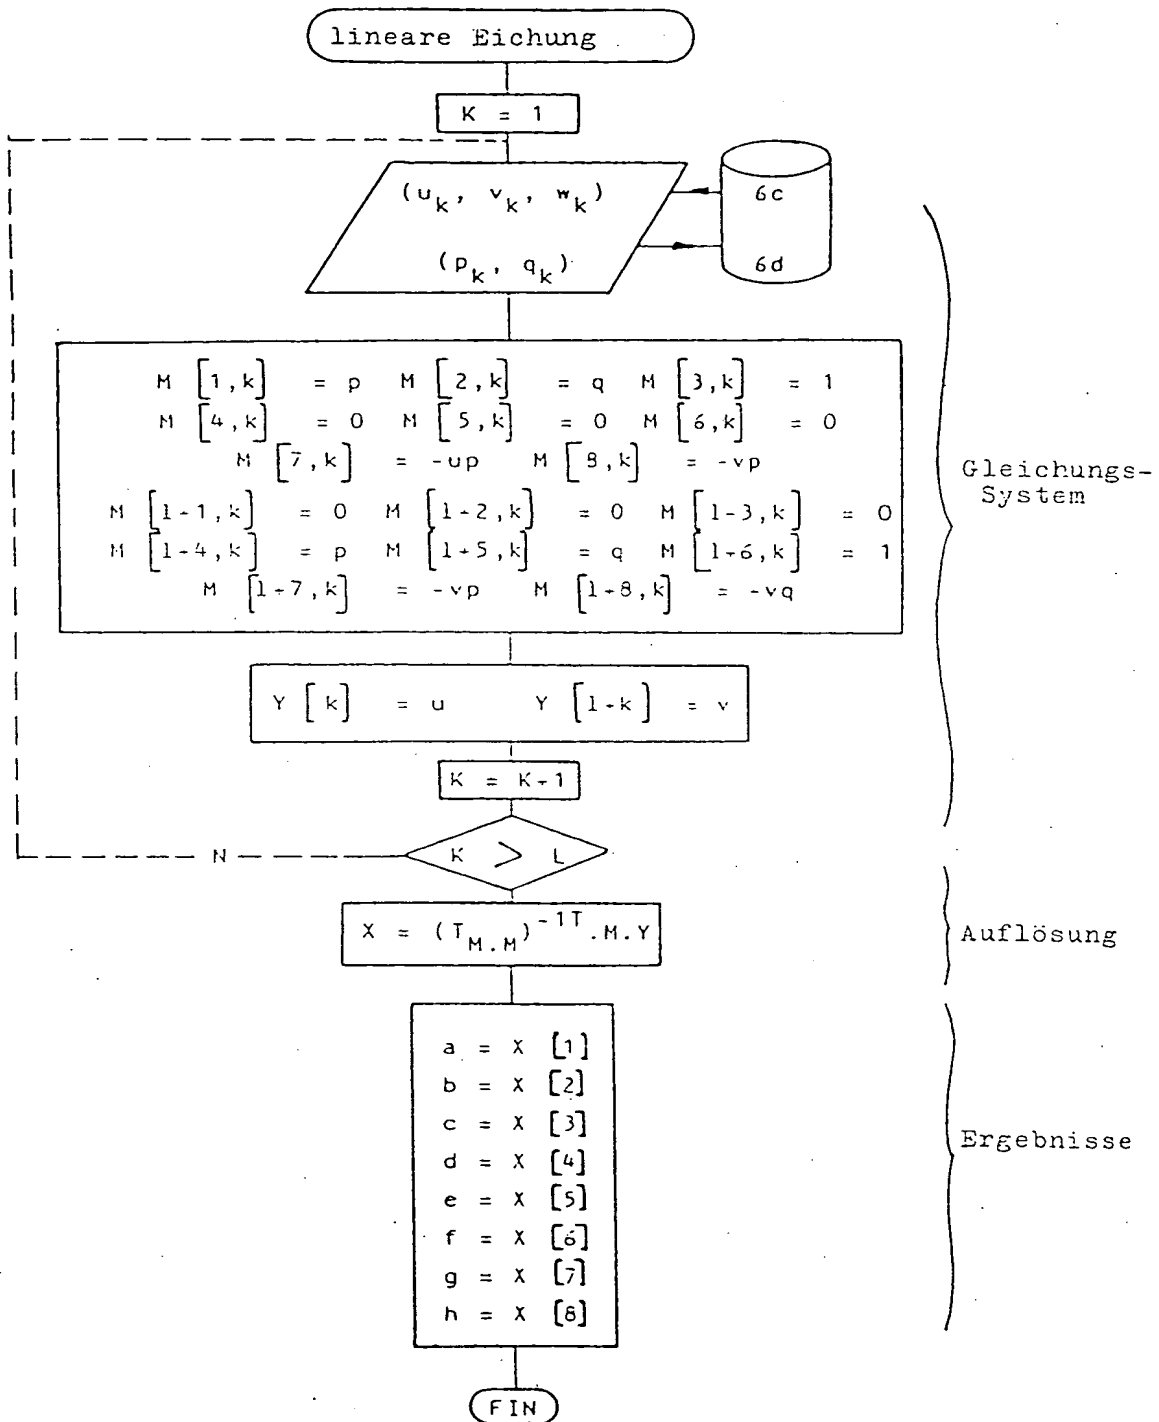 lineare Eichung
K = 1
(u_k, v_k, w_k)
(p_k, q_k)
6c
6d
M [1,k] = p M [2,k] = q M [3,k] = 1
M [4,k] = 0 M [5,k] = 0 M [6,k] = 0
M [7,k] = -up M [8,k] = -vp
M [l+1,k] = 0 M [l+2,k] = 0 M [l-3,k] = 0
M [l-4,k] = p M [l+5,k] = q M [l+6,k] = 1
M [l+7,k] = -vp M [l+8,k] = -vq
Gleichungs-
System
Y [k] = u Y [l+k] = v
K = K+1
K > L
N
X = (T_M.M)^-1T.M.Y
Auflösung
a = X [1]
b = X [2]
c = X [3]
d = X [4]
e = X [5]
f = X [6]
g = X [7]
h = X [8]
Ergebnisse
FIN